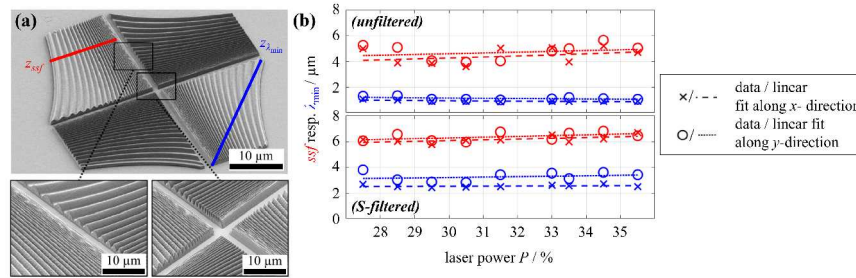 (a)
z_ssf
z_λmin
10 µm
10 µm
10 µm
(b)
(unfiltered)
8
6
4
2
0
8
6
4
2
0
(S-filtered)
ssf resp. λmin / µm
28 29 30 31 32 33 34 35
laser power P / %
data / linear
fit along x- direction
data / linear fit
along y-direction